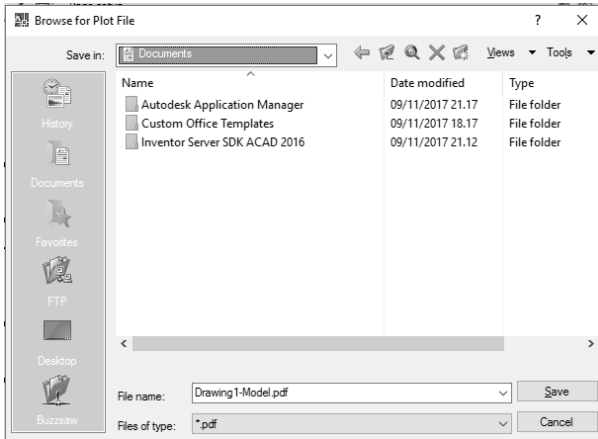 Browse for Plot File
Save in: Documents Views Tools
Name Date modified Type
Autodesk Application Manager 09/11/2017 21.17 File folder
Custom Office Templates 09/11/2017 18.17 File folder
Inventor Server SDK ACAD 2016 09/11/2017 21.12 File folder
History
Documents
Favorites
FTP
Desktop
Buzzsaw
File name: Drawing1-Model.pdf Save
Files of type: *.pdf Cancel